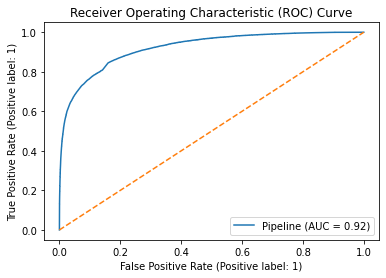 Receiver Operating Characteristic (ROC) Curve
True Positive Rate (Positive label: 1)
1.0
0.8
0.6
0.4
0.2
0.0
Pipeline (AUC = 0.92)
0.0 0.2 0.4 0.6 0.8 1.0
False Positive Rate (Positive label: 1)